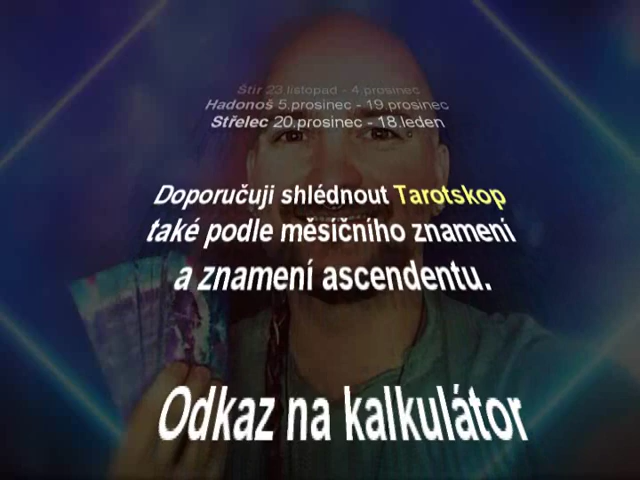 Štír 23.listopad - 4.prosinec
Hadonoš 5.prosinec - 19.prosinec
Střelec 20.prosinec - 18.leden
Doporučuji shlédnout Tarotskop
také podle měsíčního znamení
a znamení ascendentu.
Odkaz na kalkulátor